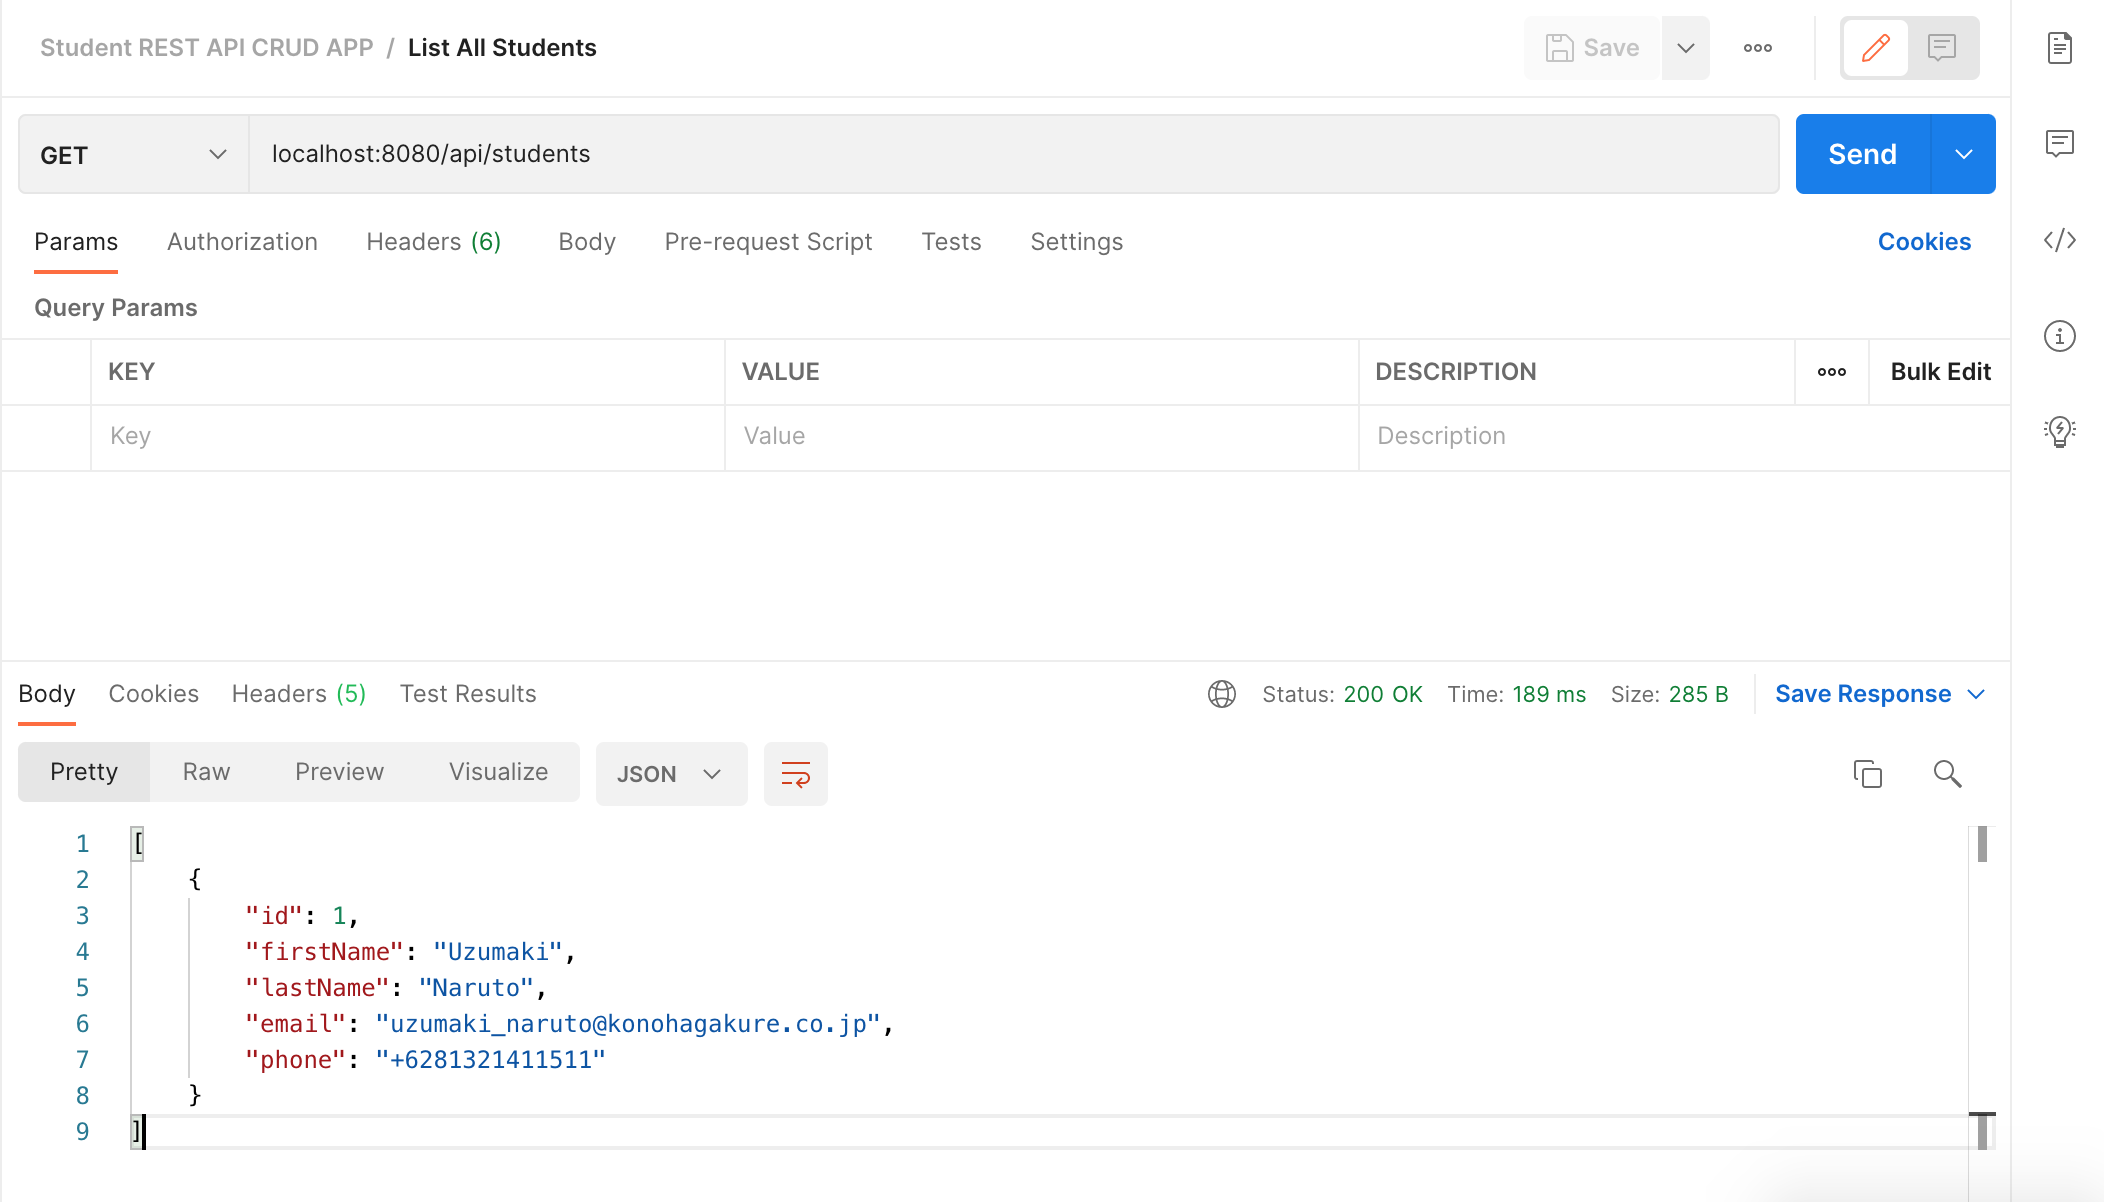 Student REST API CRUD APP / List All Students
Save
GET
localhost:8080/api/students
Send
Params Authorization Headers (6) Body Pre-request Script Tests Settings Cookies
Query Params
KEY VALUE DESCRIPTION Bulk Edit
Key Value Description
Body Cookies Headers (5) Test Results Status: 200 OK Time: 189 ms Size: 285 B Save Response
Pretty Raw Preview Visualize JSON
1 [
2 {
3 "id": 1,
4 "firstName": "Uzumaki",
5 "lastName": "Naruto",
6 "email": "uzumaki_naruto@konohagakure.co.jp",
7 "phone": "+6281321411511"
8 }
9 ]